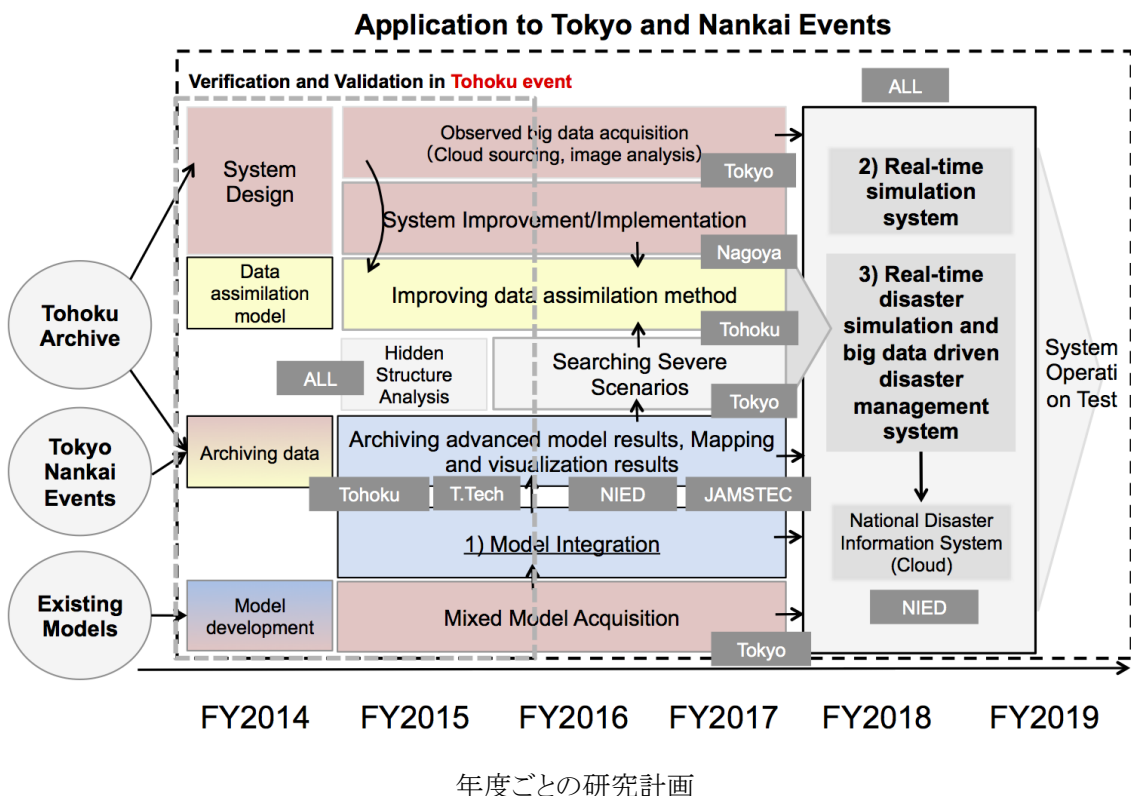 Application to Tokyo and Nankai Events
Verification and Validation in Tohoku event
ALL
System
Design
Observed big data acquisition
（Cloud sourcing, image analysis）
Tokyo
System Improvement/Implementation
Nagoya
Data
assimilation
model
Improving data assimilation method
Tohoku
ALL
Hidden
Structure
Analysis
Searching Severe
Scenarios
Tokyo
Archiving data
Archiving advanced model results, Mapping
and visualization results
Tohoku
T.Tech
NIED
JAMSTEC
1) Model Integration
Model
development
Mixed Model Acquisition
Tokyo
Tohoku
Archive
Tokyo
Nankai
Events
Existing
Models
2) Real-time
simulation
system
3) Real-time
disaster
simulation and
big data driven
disaster
management
system
National Disaster
Information System
(Cloud)
NIED
System
Operati
on Test
FY2014
FY2015
FY2016
FY2017
FY2018
FY2019
年度ごとの研究計画